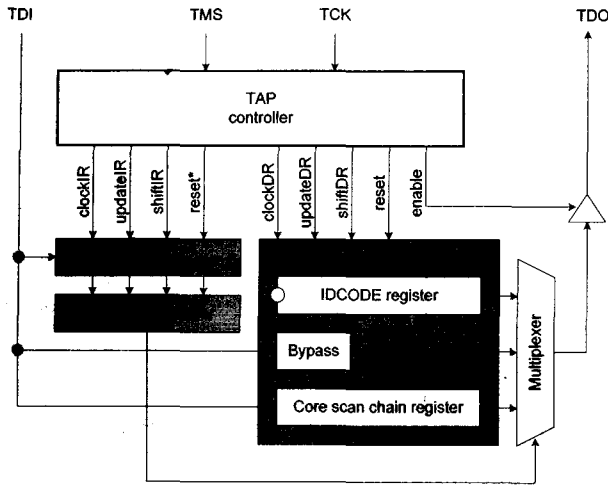 TDI
TMS
TCK
TDO
TAP
controller
clockIR
updateIR
shiftIR
reset*
clockDR
updateDR
shiftDR
reset
enable
IDCODE register
Bypass
Core scan chain register
Multiplexer